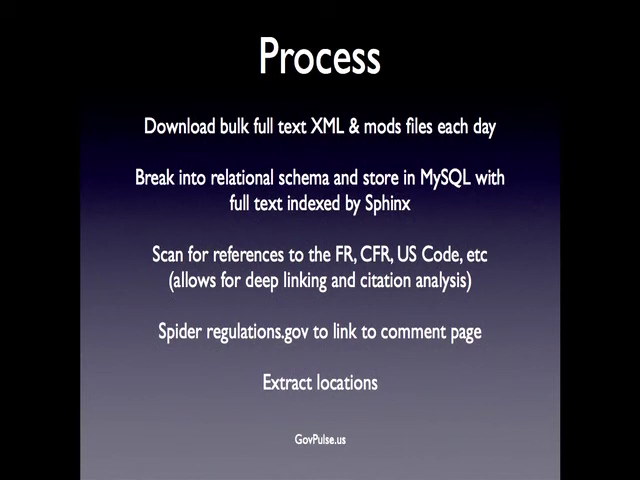 Process
Download bulk full text XML & mods files each day
Break into relational schema and store in MySQL with
full text indexed by Sphinx
Scan for references to the FR, CFR, US Code, etc
(allows for deep linking and citation analysis)
Spider regulations.gov to link to comment page
Extract locations
GovPulse.us